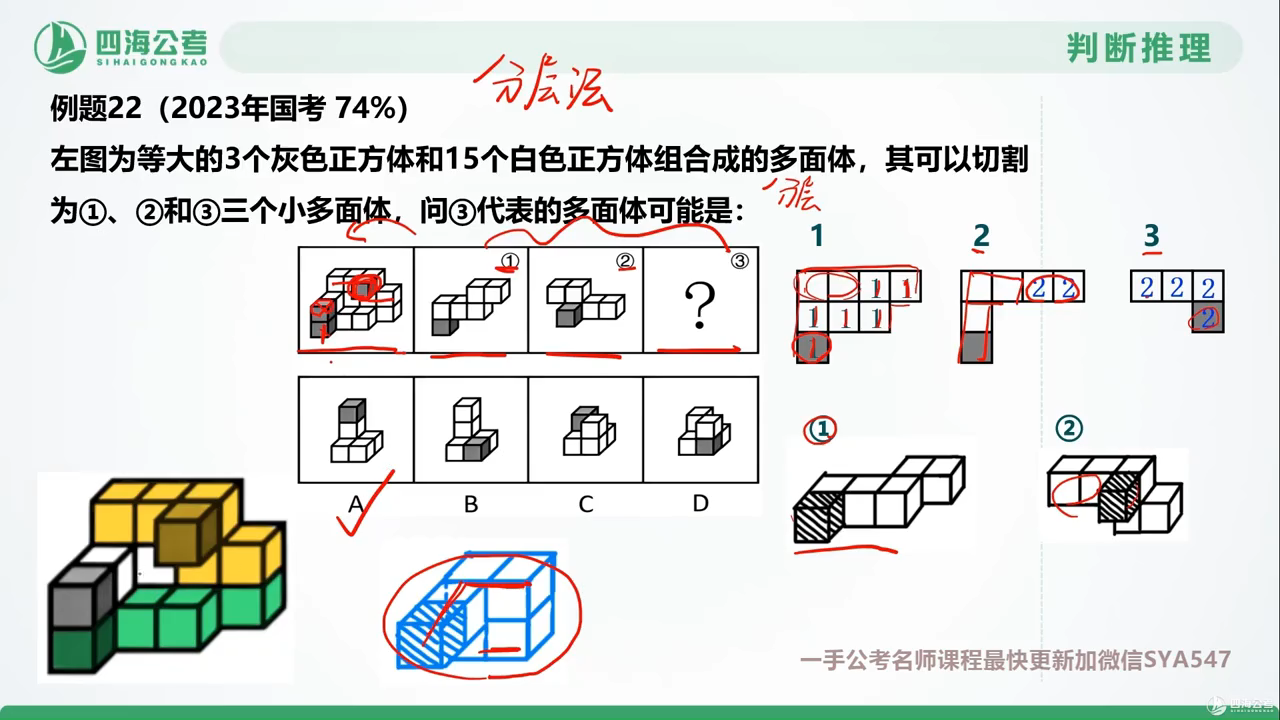 四海公考
SIHAIGONGKAO
判断推理
分层法
例题22（2023年国考 74%）
左图为等大的3个灰色正方体和15个白色正方体组合成的多面体，其可以切割
为①、②和③三个小多面体，问③代表的多面体可能是：
分层
① ② ③
?
A B C D
1 2 3
1 1
1 1 1
1
2 2
2 2 2
2
① ②
一手公考名师课程最快更新加微信SYA547
四海公考